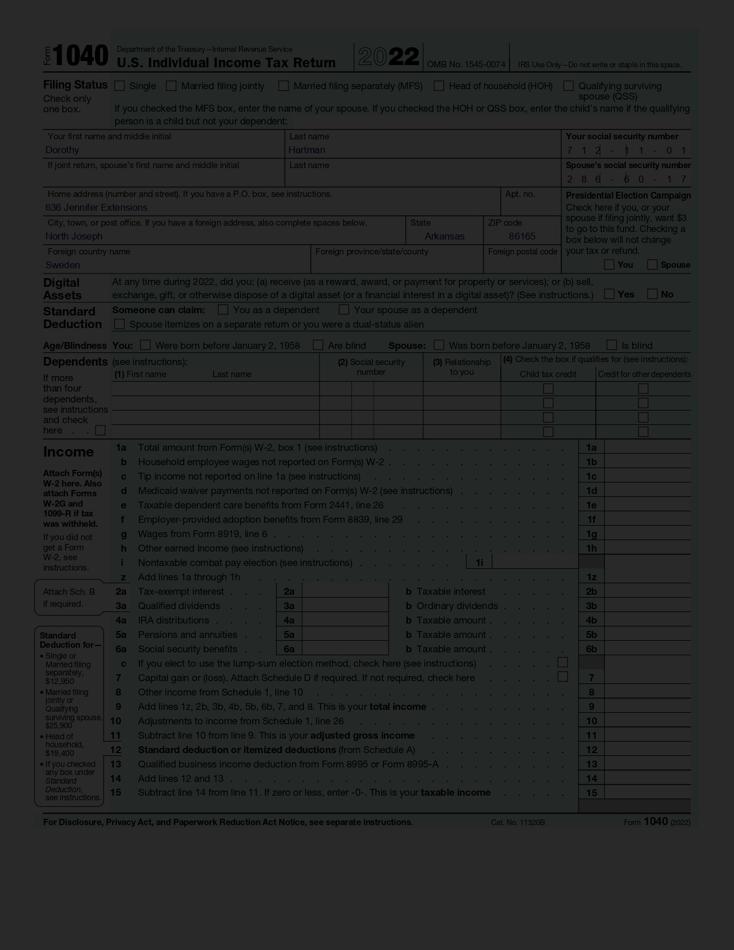 Form 1040 Department of the Treasury—Internal Revenue Service
U.S. Individual Income Tax Return 2022 OMB No. 1545-0074 IRS Use Only—Do not write or staple in this space.
Filing Status Single Married filing jointly Married filing separately (MFS) Head of household (HOH) Qualifying surviving spouse (QSS)
Check only one box.
If you checked the MFS box, enter the name of your spouse. If you checked the HOH or QSS box, enter the child's name if the qualifying
person is a child but not your dependent:
Your first name and middle initial Last name Your social security number
Dorothy Hartman 7 1 2 - 1 1 - 0 1
If joint return, spouse's first name and middle initial Last name Spouse's social security number
2 8 6 - 6 0 - 1 7
Home address (number and street). If you have a P.O. box, see instructions. Apt. no.
636 Jennifer Extensions
City, town, or post office. If you have a foreign address, also complete spaces below. State ZIP code
North Joseph Arkansas 86165
Foreign country name Foreign province/state/county Foreign postal code
Sweden
Presidential Election Campaign
Check here if you, or your
spouse if filing jointly, want $3
to go to this fund. Checking a
box below will not change
your tax or refund.
You Spouse
Digital Assets
At any time during 2022, did you: (a) receive (as a reward, award, or payment for property or services); or (b) sell,
exchange, gift, or otherwise dispose of a digital asset (or a financial interest in a digital asset)? (See instructions.) Yes No
Standard Deduction
Someone can claim: You as a dependent Your spouse as a dependent
Spouse itemizes on a separate return or you were a dual-status alien
Age/Blindness You: Were born before January 2, 1958 Are blind Spouse: Was born before January 2, 1958 Is blind
Dependents (see instructions):
(1) First name Last name (2) Social security number (3) Relationship to you (4) Check the box if qualifies for (see instructions):
Child tax credit Credit for other dependents
If more
than four
dependents,
see instructions
and check
here . .
Income
Attach Form(s)
W-2 here. Also
attach Forms
W-2G and
1099-R if tax
was withheld.
If you did not
get a Form
W-2, see
instructions.
1a Total amount from Form(s) W-2, box 1 (see instructions) 1a
b Household employee wages not reported on Form(s) W-2 1b
c Tip income not reported on line 1a (see instructions) 1c
d Medicaid waiver payments not reported on Form(s) W-2 (see instructions) 1d
e Taxable dependent care benefits from Form 2441, line 26 1e
f Employer-provided adoption benefits from Form 8839, line 29 1f
g Wages from Form 8919, line 6 1g
h Other earned income (see instructions) 1h
i Nontaxable combat pay election (see instructions) 1i
z Add lines 1a through 1h 1z
Attach Sch. B
if required.
2a Tax-exempt interest 2a b Taxable interest 2b
3a Qualified dividends 3a b Ordinary dividends 3b
4a IRA distributions 4a b Taxable amount 4b
5a Pensions and annuities 5a b Taxable amount 5b
6a Social security benefits 6a b Taxable amount 6b
c If you elect to use the lump-sum election method, check here (see instructions)
7 Capital gain or (loss). Attach Schedule D if required. If not required, check here 7
8 Other income from Schedule 1, line 10 8
9 Add lines 1z, 2b, 3b, 4b, 5b, 6b, 7, and 8. This is your total income 9
10 Adjustments to income from Schedule 1, line 26 10
11 Subtract line 10 from line 9. This is your adjusted gross income 11
12 Standard deduction or itemized deductions (from Schedule A) 12
13 Qualified business income deduction from Form 8995 or Form 8995-A 13
14 Add lines 12 and 13 14
15 Subtract line 14 from line 11. If zero or less, enter -0-. This is your taxable income 15
Standard
Deduction for—
• Single or
Married filing
separately,
$12,950
• Married filing
jointly or
Qualifying
surviving spouse,
$25,900
• Head of
household,
$19,400
• If you checked
any box under
Standard
Deduction,
see instructions.
For Disclosure, Privacy Act, and Paperwork Reduction Act Notice, see separate instructions. Cat. No. 11320B Form 1040 (2022)